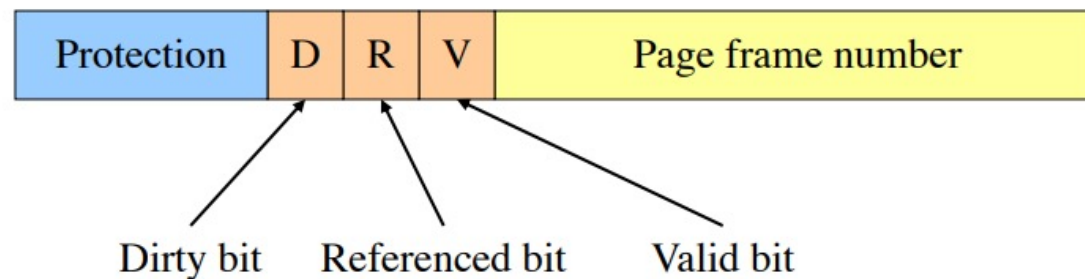 Protection D R V Page frame number
Dirty bit Referenced bit Valid bit